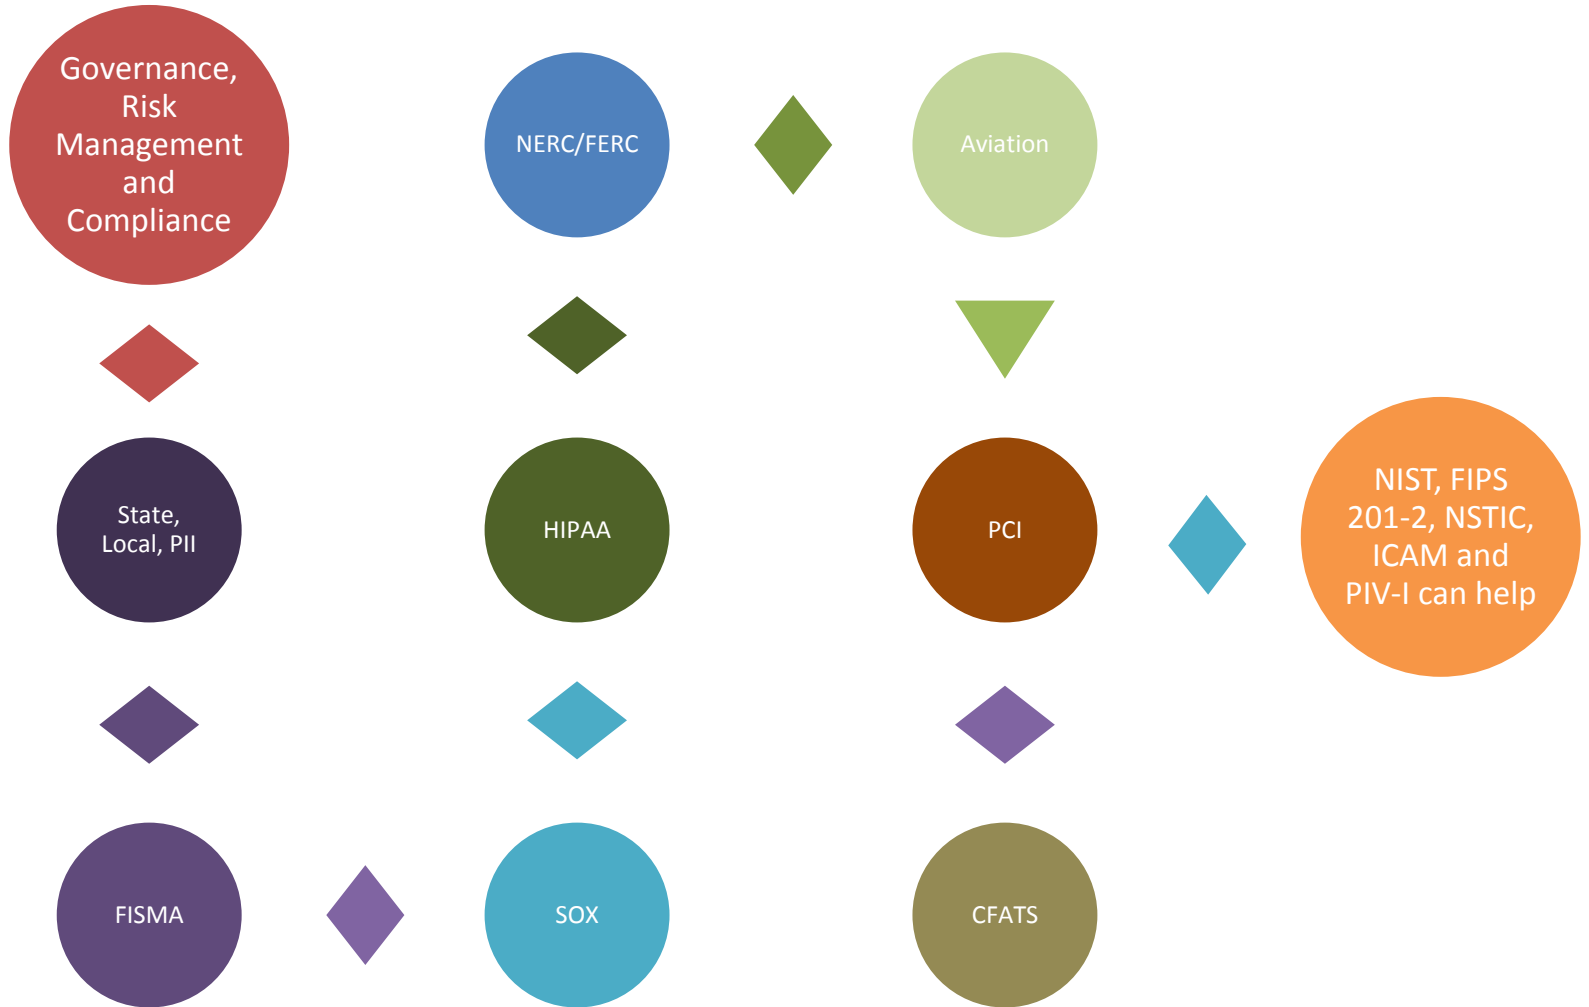 Governance,
Risk
Management
and
Compliance
State,
Local, PII
FISMA
SOX
HIPAA
NERC/FERC
Aviation
PCI
CFATS
NIST, FIPS
201-2, NSTIC,
ICAM and
PIV-I can help